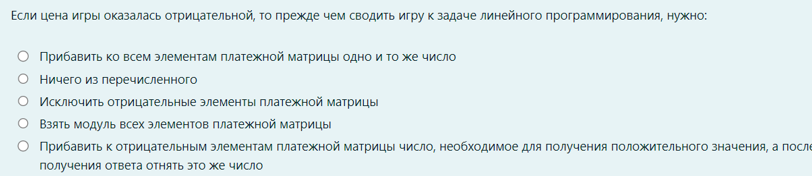 Если цена игры оказалась отрицательной, то прежде чем сводить игру к задаче линейного программирования, нужно:
Прибавить ко всем элементам платежной матрицы одно и то же число
Ничего из перечисленного
Исключить отрицательные элементы платежной матрицы
Взять модуль всех элементов платежной матрицы
Прибавить к отрицательным элементам платежной матрицы число, необходимое для получения положительного значения, а после
получения ответа отнять это же число